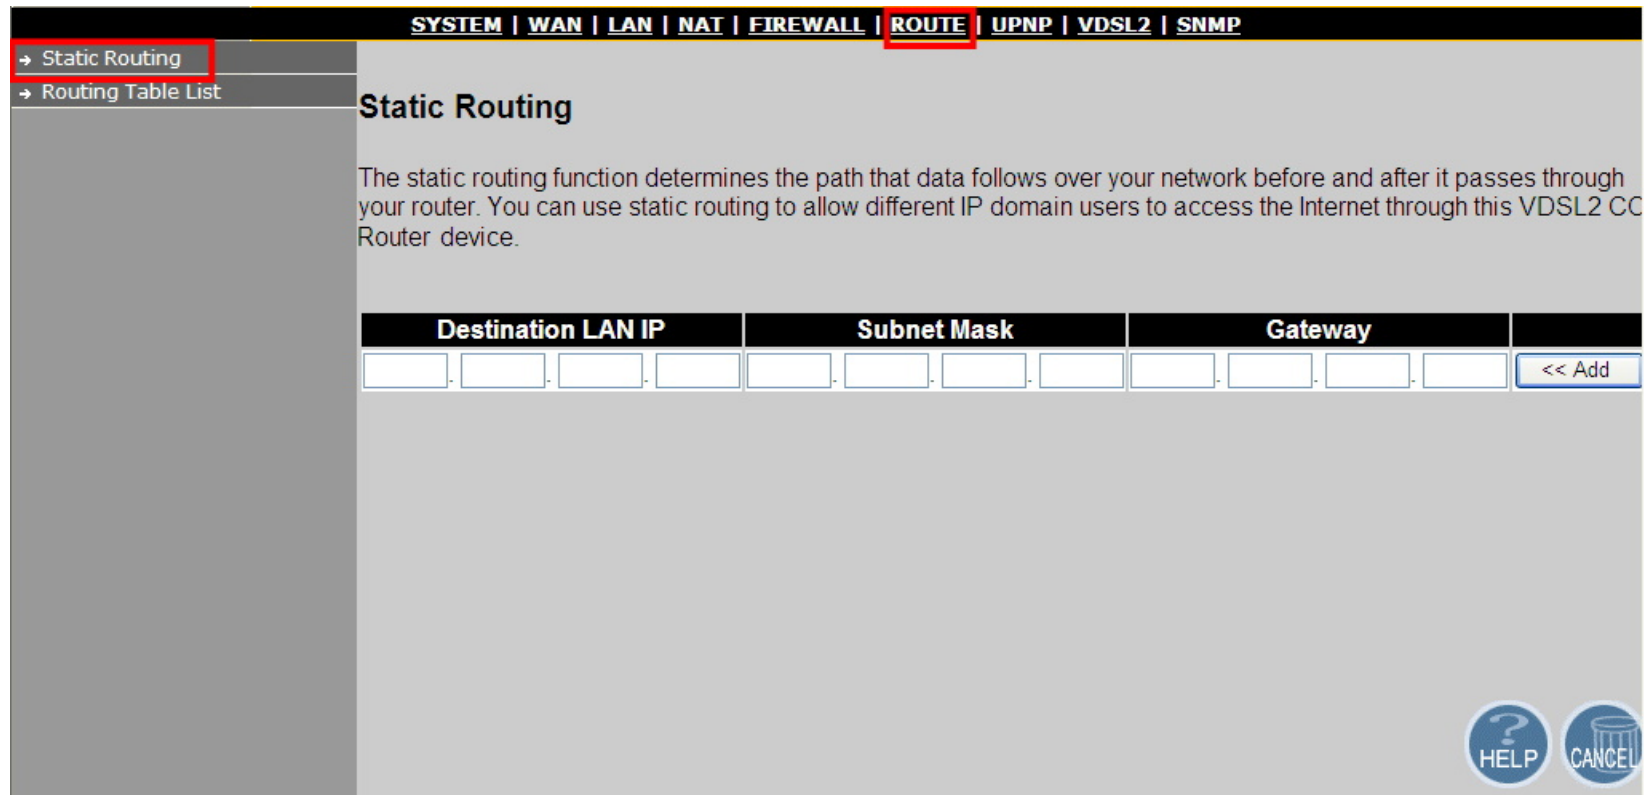 SYSTEM | WAN | LAN | NAT | FIREWALL | ROUTE | UPNP | VDSL2 | SNMP
Static Routing
Routing Table List
Static Routing
The static routing function determines the path that data follows over your network before and after it passes through
your router. You can use static routing to allow different IP domain users to access the Internet through this VDSL2 CO
Router device.
Destination LAN IP Subnet Mask Gateway
. . . . . . . . . << Add
? HELP CANCEL